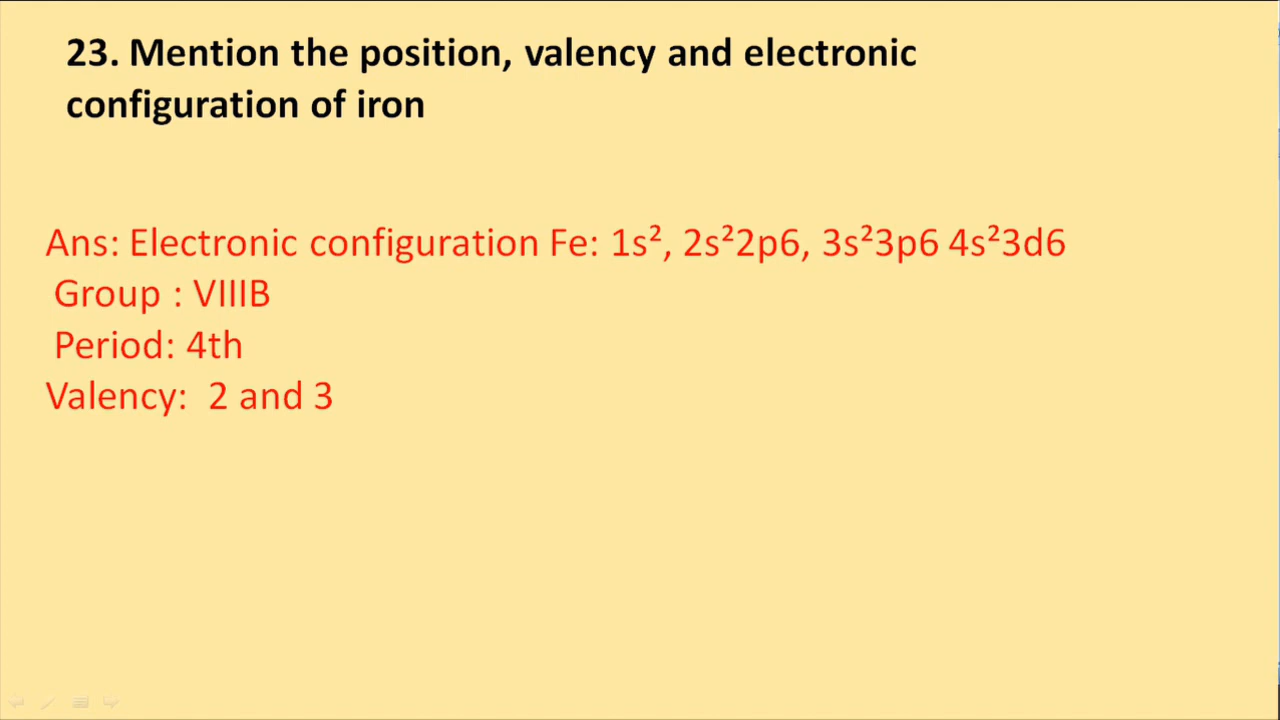 23. Mention the position, valency and electronic
configuration of iron
Ans: Electronic configuration Fe: 1s², 2s²2p6, 3s²3p6 4s²3d6
Group : VIIIB
Period: 4th
Valency: 2 and 3